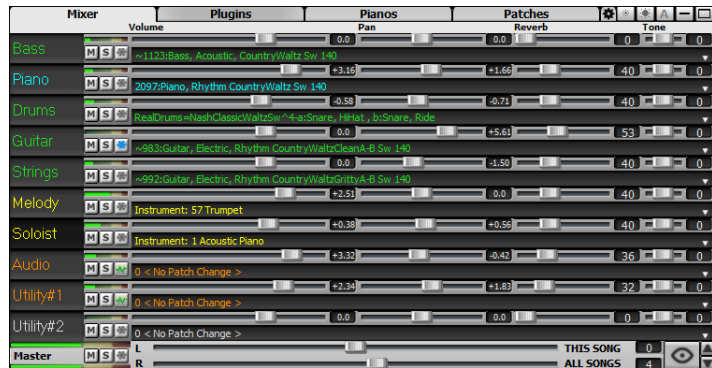 Mixer Plugins Pianos Patches A
Volume Pan Reverb Tone
Bass M S 0.0 0.0 0 0
~1123:Bass, Acoustic, CountryWaltz Sw 140
Piano M S +3.16 +1.66 40 0
2097:Piano, Rhythm CountryWaltz Sw 140
Drums M S -0.58 -0.71 40 0
RealDrums=NashClassicWaltzSw^4-a:Snare, HiHat , b:Snare, Ride
Guitar M S 0.0 +5.61 53 0
~983:Guitar, Electric, Rhythm CountryWaltzCleanA-B Sw 140
Strings M S 0.0 -1.50 40 0
~992:Guitar, Electric, Rhythm CountryWaltzGrittyA-B Sw 140
Melody M S +2.51 0.0 40 0
Instrument: 57 Trumpet
Soloist M S +0.38 +0.56 40 0
Instrument: 1 Acoustic Piano
Audio M S +3.32 -0.42 36 0
0 < No Patch Change >
Utility#1 M S +2.34 +1.83 32 0
0 < No Patch Change >
Utility#2 M S 0.0 0.0 0 0
0 < No Patch Change >
Master M S L THIS SONG 0
R ALL SONGS 4